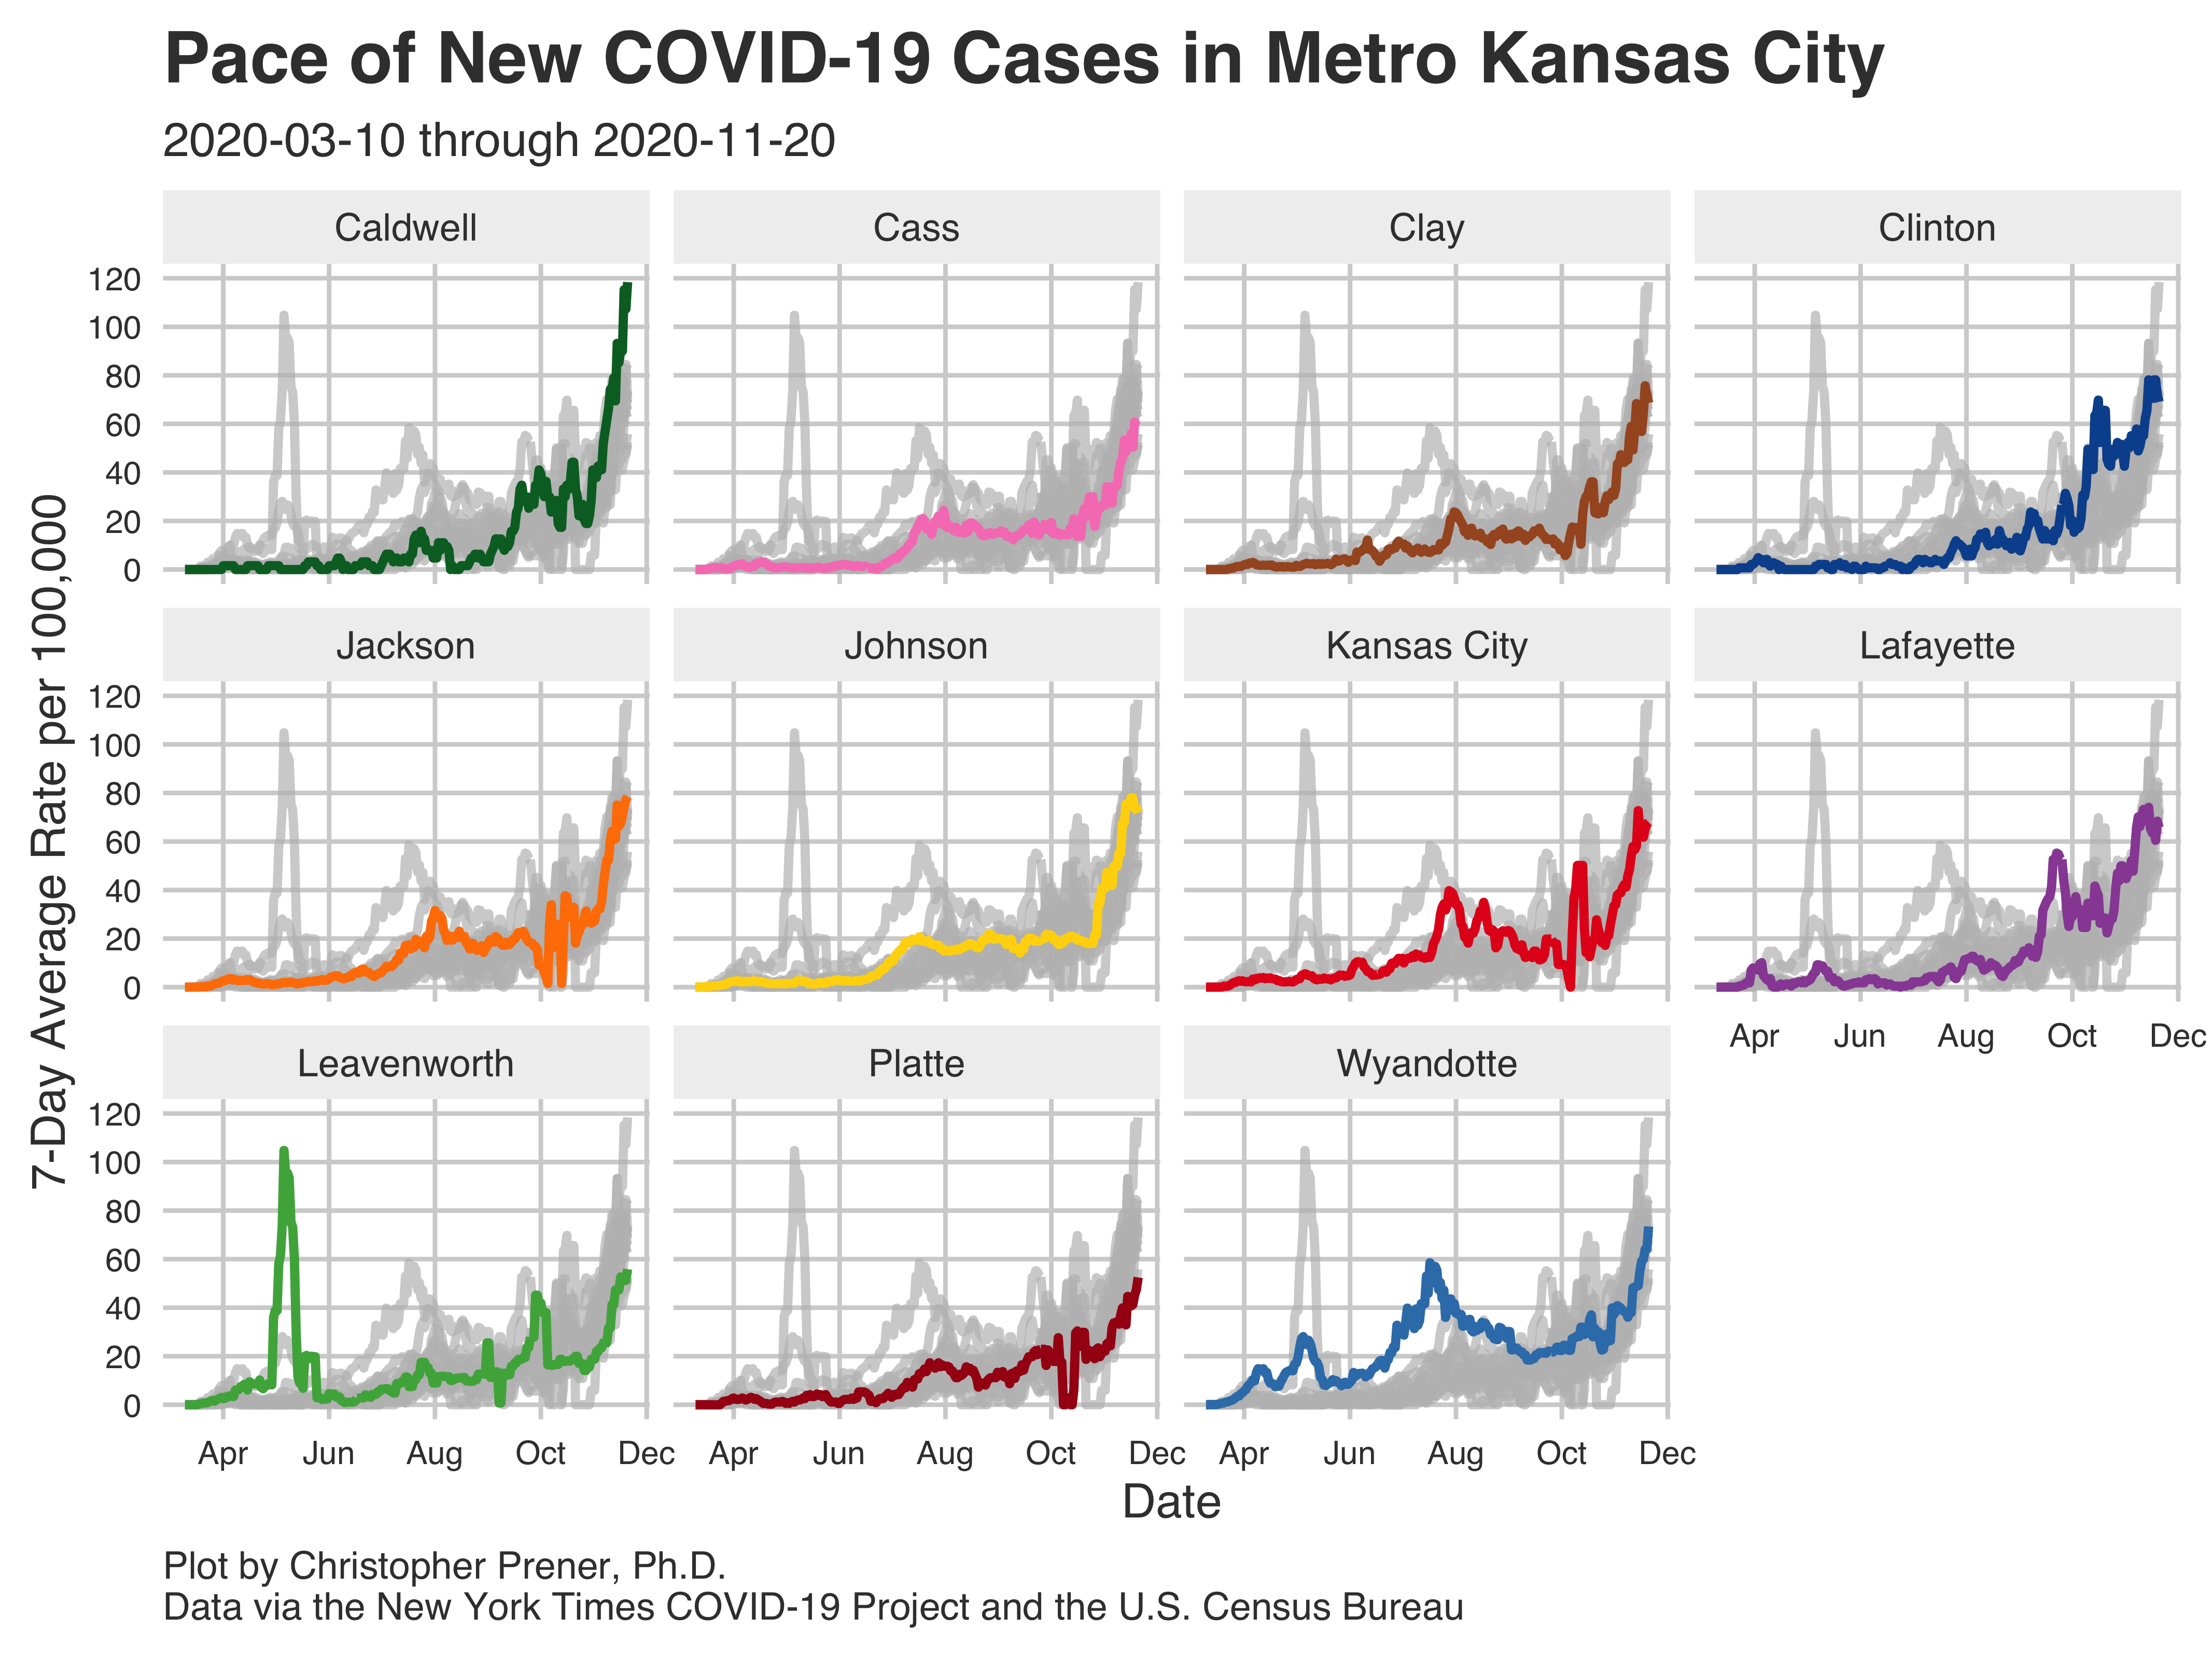 Pace of New COVID-19 Cases in Metro Kansas City
2020-03-10 through 2020-11-20
7-Day Average Rate per 100,000
Caldwell Cass Clay Clinton
120
100
80
60
40
20
0
Jackson Johnson Kansas City Lafayette
120
100
80
60
40
20
0
Apr Jun Aug Oct Dec
Leavenworth Platte Wyandotte
120
100
80
60
40
20
0
Apr Jun Aug Oct Dec Apr Jun Aug Oct Dec Apr Jun Aug Oct Dec
Date
Plot by Christopher Prener, Ph.D.
Data via the New York Times COVID-19 Project and the U.S. Census Bureau